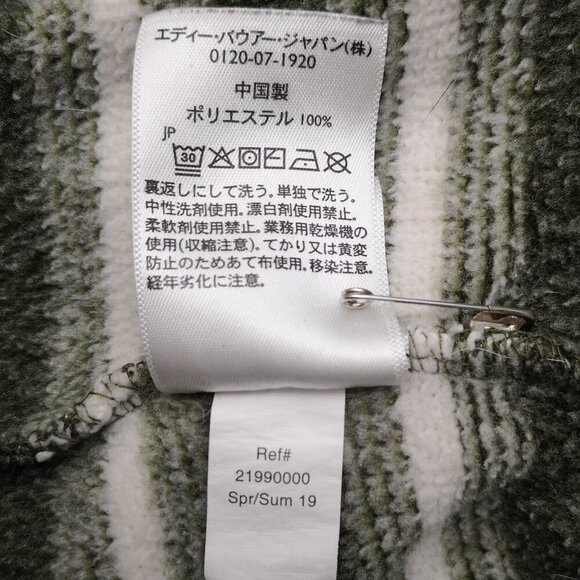 エディー・バウアー・ジャパン(株)
0120-07-1920
中国製
ポリエステル 100%
JP
30
裏返しにして洗う。単独で洗う。
中性洗剤使用。漂白剤使用禁止。
柔軟剤使用禁止。業務用乾燥機の
使用(収縮注意)。てかり又は黄変
防止のためあて布使用。移染注意。
経年劣化に注意。
Ref#
21990000
Spr/Sum 19